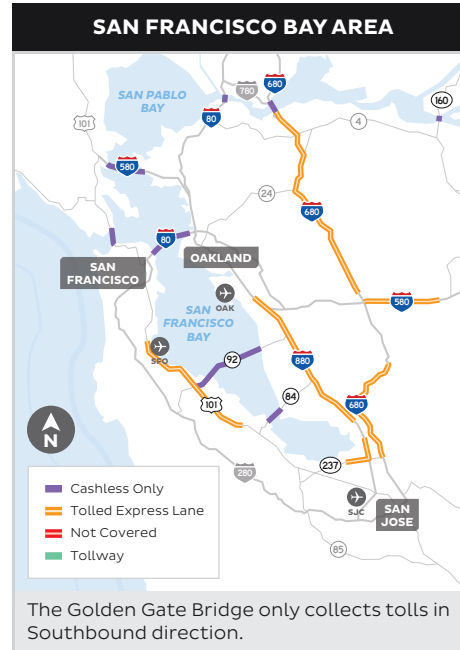 SAN FRANCISCO BAY AREA
680
780
SAN PABLO
BAY
80
160
101
4
580
24
680
80
OAKLAND
SAN
FRANCISCO
580
OAK
SAN
FRANCISCO
BAY
SFO
92
880
84
680
101
N
237
280
SJC
SAN
JOSE
85
Cashless Only
Tolled Express Lane
Not Covered
Tollway
The Golden Gate Bridge only collects tolls in
Southbound direction.